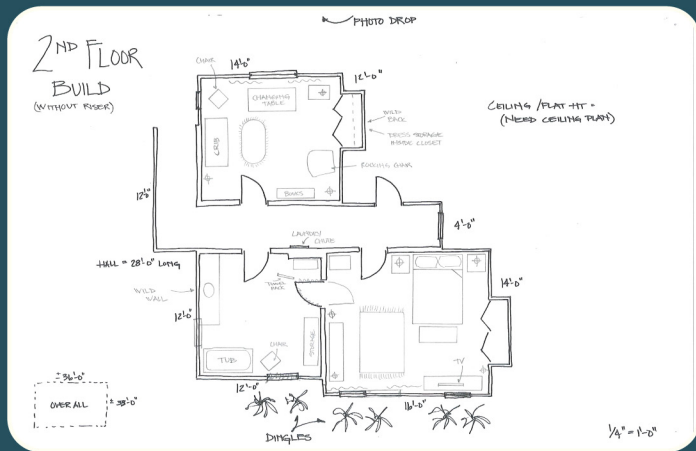 PHOTO DROP
2ND FLOOR
BUILD
(WITHOUT RISER)
CHAIR
14'-0"
12'-0"
CHANGING
TABLE
CRIB
WILD
BACK
DRESS STORAGE
INSIDE CLOSET
ROCKING CHAIR
BOOKS
CEILING / FLAT HT =
(NEED CEILING PLAN)
12'-0"
4'-0"
LAUNDRY
HALL = 28'-0" LONG
WILD
WALL
12'-0"
TOWEL
RACK
14'-0"
STORAGE
CHAIR
TUB
TV
12'-0"
16'-0"
± 36'-0"
OVER ALL
± 38'-0"
DINGLES
1/4" = 1'-0"